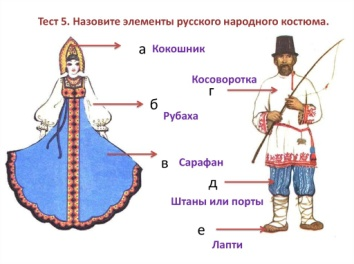 Тест 5. Назовите элементы русского народного костюма.
а Кокошник
Косоворотка
г
б
Рубаха
в Сарафан
д
Штаны или порты
е
Лапти